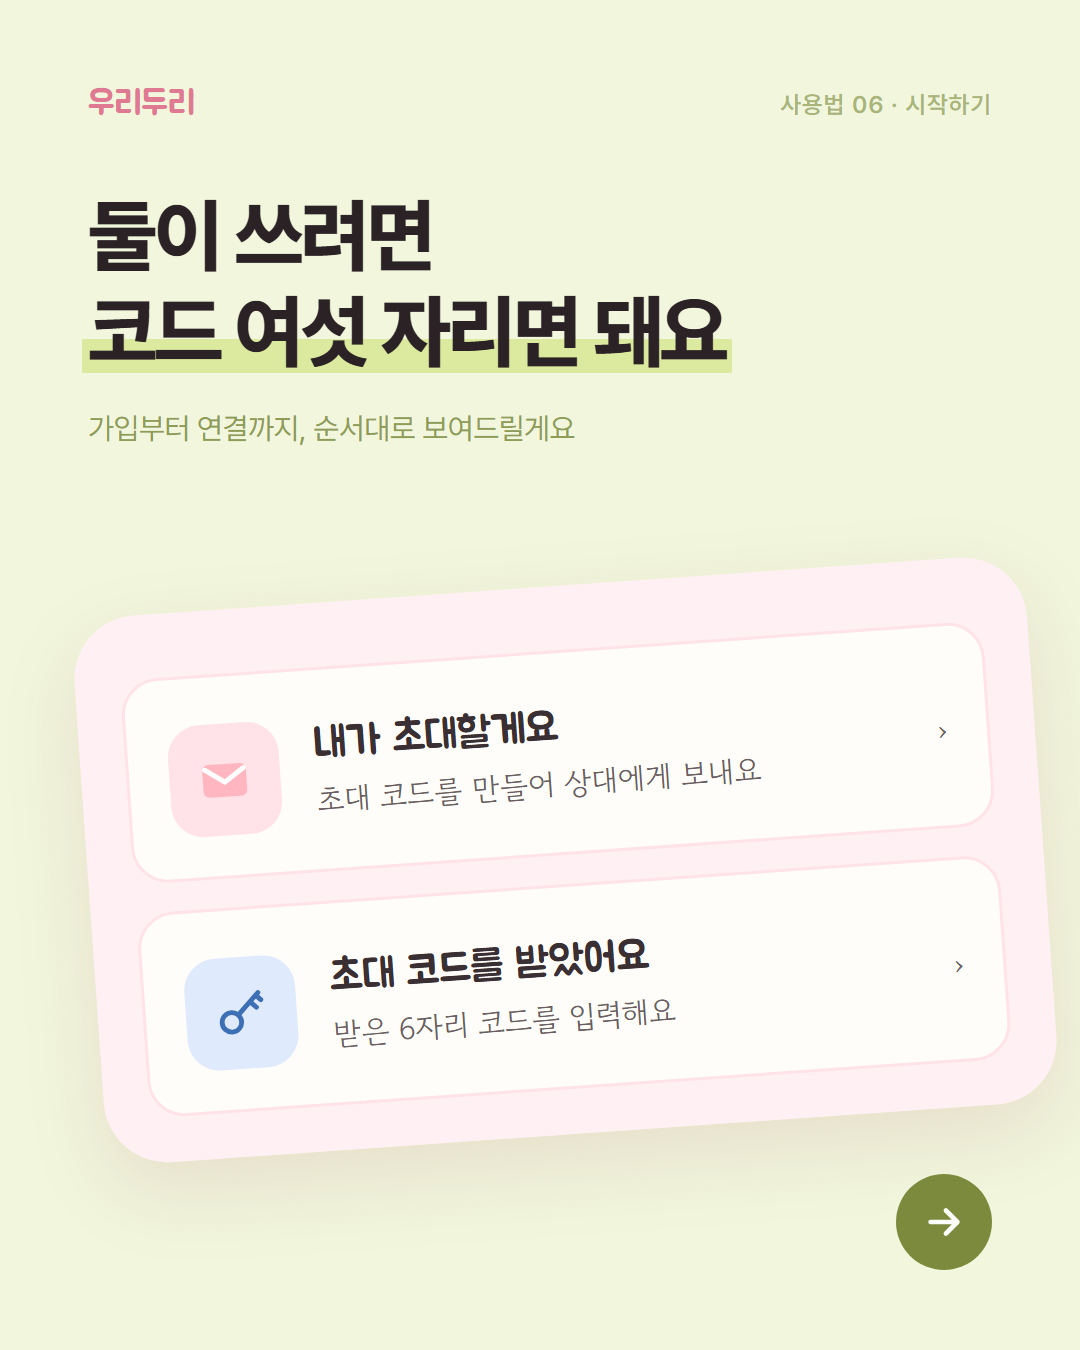 우리두리
사용법 06 · 시작하기
둘이 쓰려면
코드 여섯 자리면 돼요
가입부터 연결까지, 순서대로 보여드릴게요
내가 초대할게요
초대 코드를 만들어 상대에게 보내요
초대 코드를 받았어요
받은 6자리 코드를 입력해요